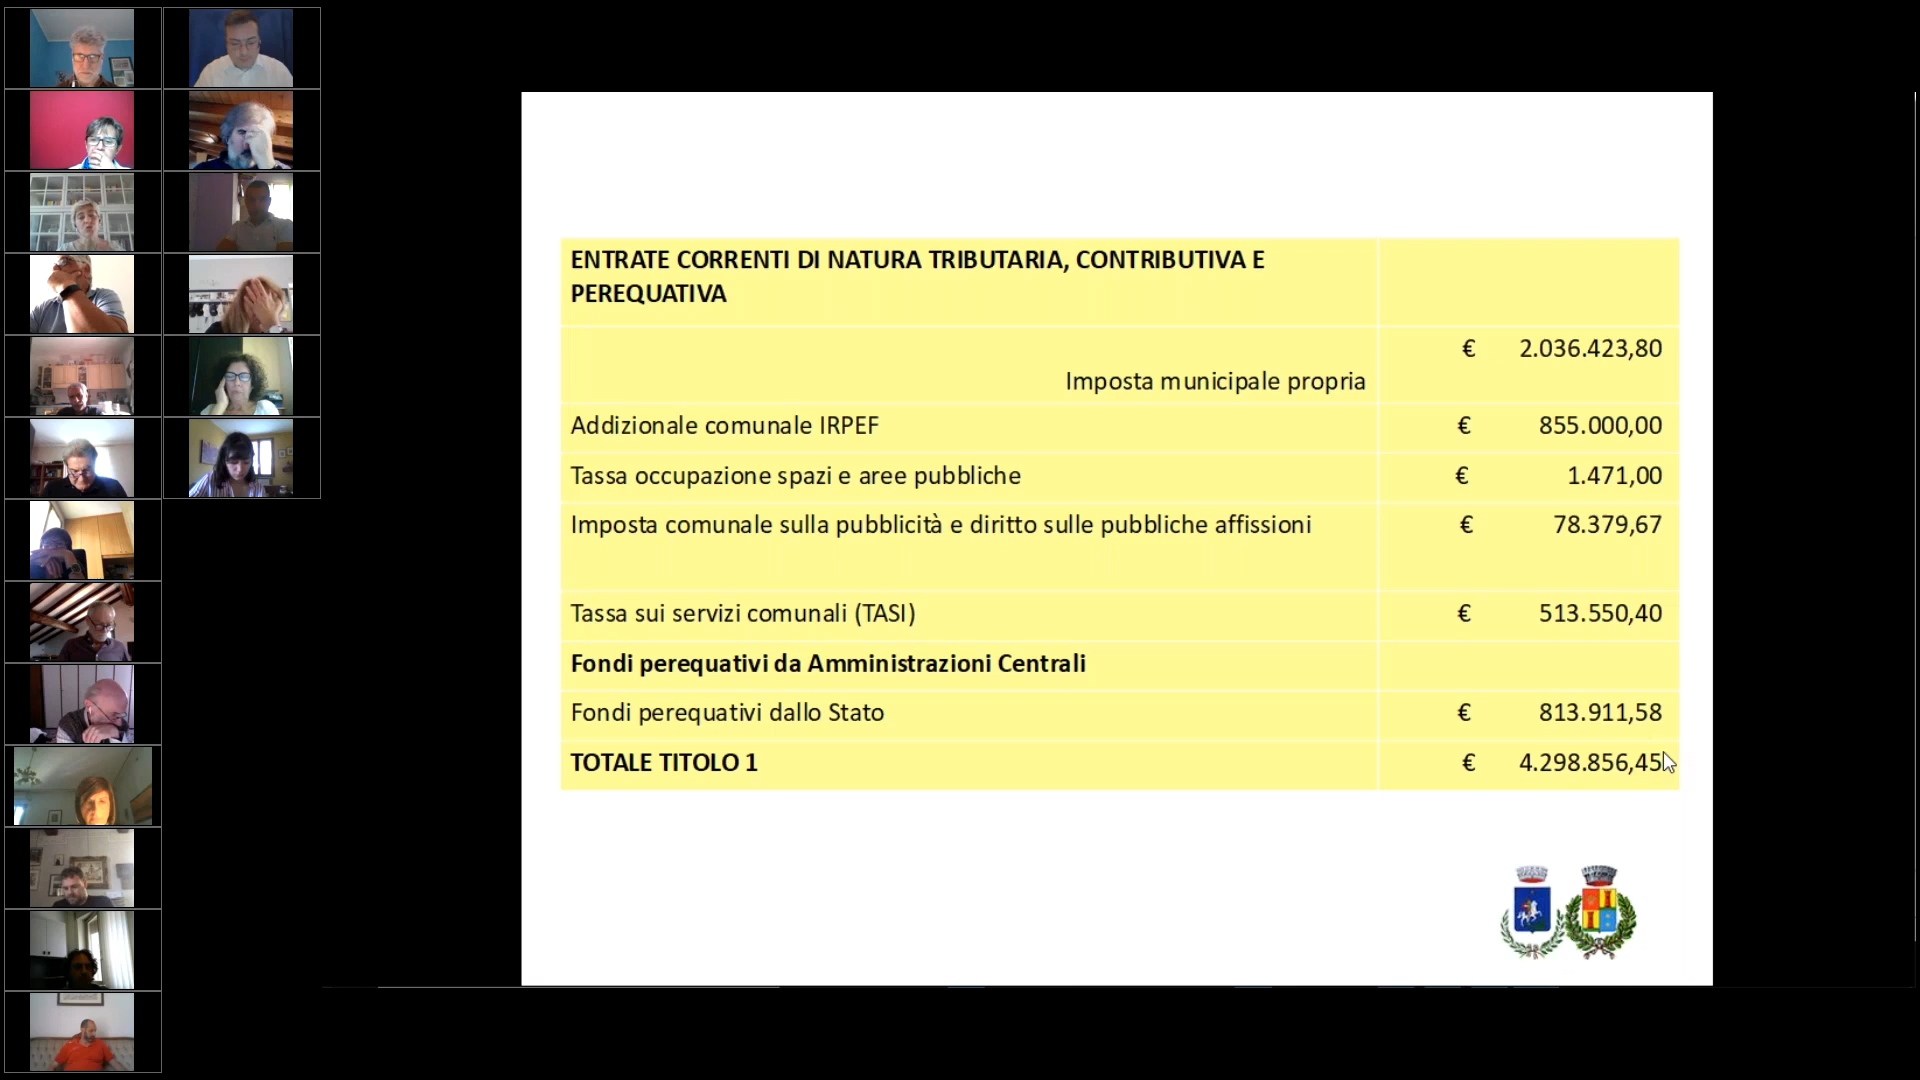 ENTRATE CORRENTI DI NATURA TRIBUTARIA, CONTRIBUTIVA E
PEREQUATIVA
Imposta municipale propria € 2.036.423,80
Addizionale comunale IRPEF € 855.000,00
Tassa occupazione spazi e aree pubbliche € 1.471,00
Imposta comunale sulla pubblicità e diritto sulle pubbliche affissioni € 78.379,67
Tassa sui servizi comunali (TASI) € 513.550,40
Fondi perequativi da Amministrazioni Centrali
Fondi perequativi dallo Stato € 813.911,58
TOTALE TITOLO 1 € 4.298.856,45